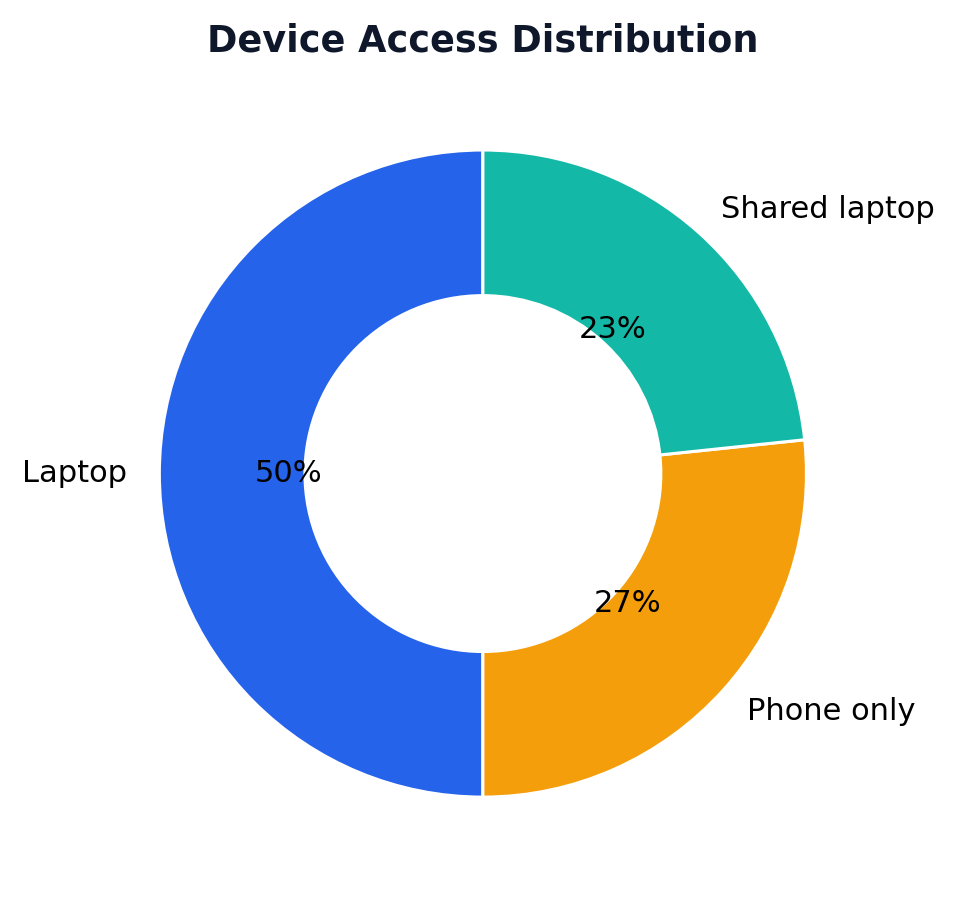 Device Access Distribution
Shared laptop
23%
Laptop
50%
27%
Phone only